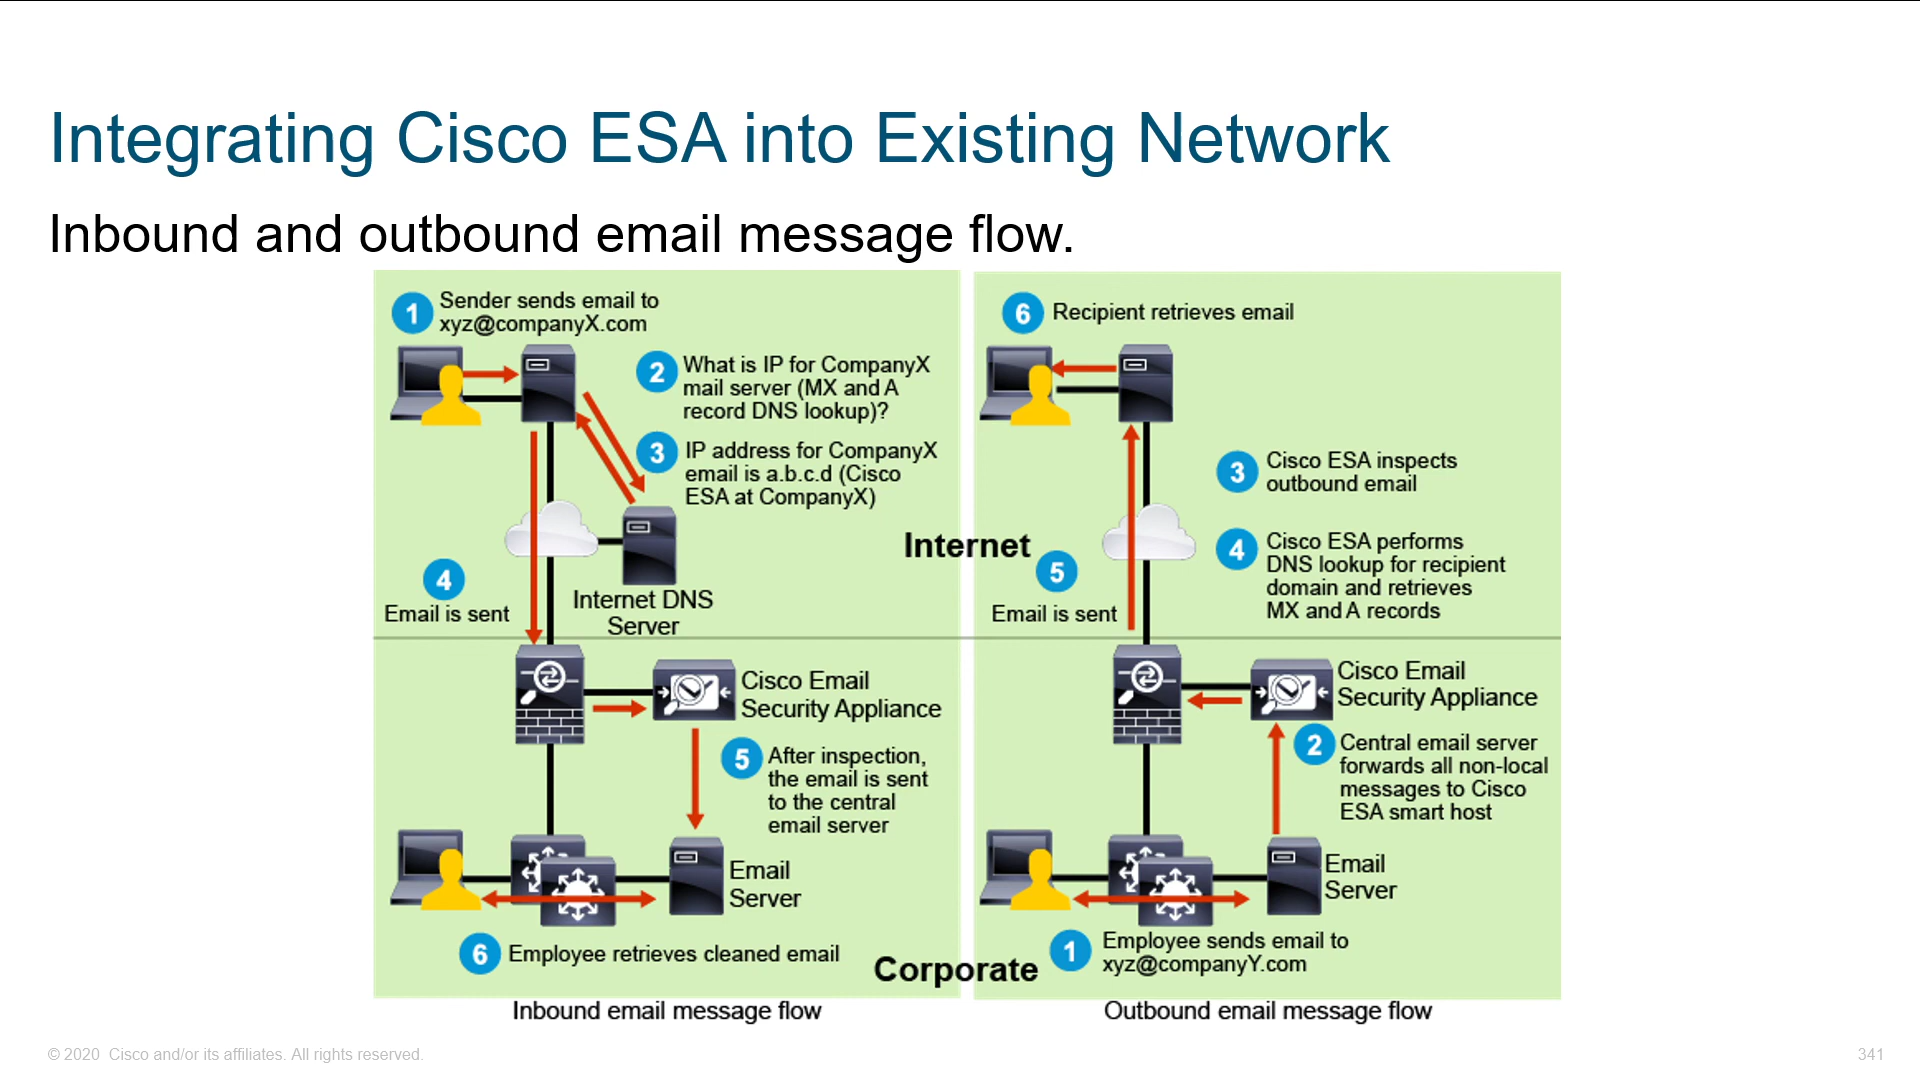 Integrating Cisco ESA into Existing Network
Inbound and outbound email message flow.
1
Sender sends email to
xyz@companyX.com
2
What is IP for CompanyX
mail server (MX and A
record DNS lookup)?
3
IP address for CompanyX
email is a.b.c.d (Cisco
ESA at CompanyX)
4
Email is sent
Internet DNS
Server
Cisco Email
Security Appliance
5
After inspection,
the email is sent
to the central
email server
Email
Server
6
Employee retrieves cleaned email
Inbound email message flow
Internet
Corporate
6
Recipient retrieves email
3
Cisco ESA inspects
outbound email
4
Cisco ESA performs
DNS lookup for recipient
domain and retrieves
MX and A records
5
Email is sent
Cisco Email
Security Appliance
2
Central email server
forwards all non-local
messages to Cisco
ESA smart host
Email
Server
1
Employee sends email to
xyz@companyY.com
Outbound email message flow
© 2020 Cisco and/or its affiliates. All rights reserved.
341